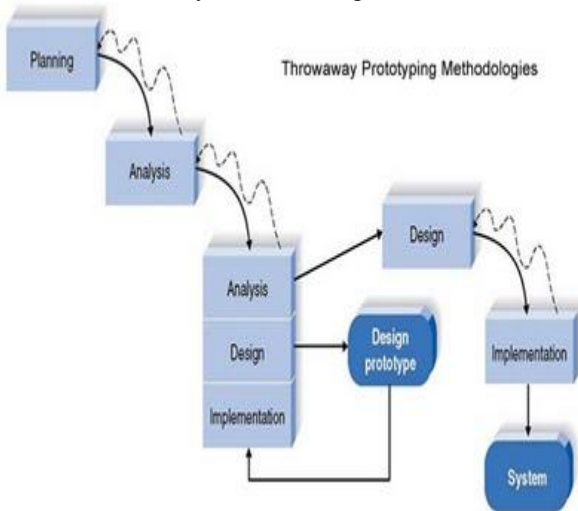 Planning
Throwaway Prototyping Methodologies
Analysis
Design
Analysis
Design
Design
prototype
Implementation
Implementation
System